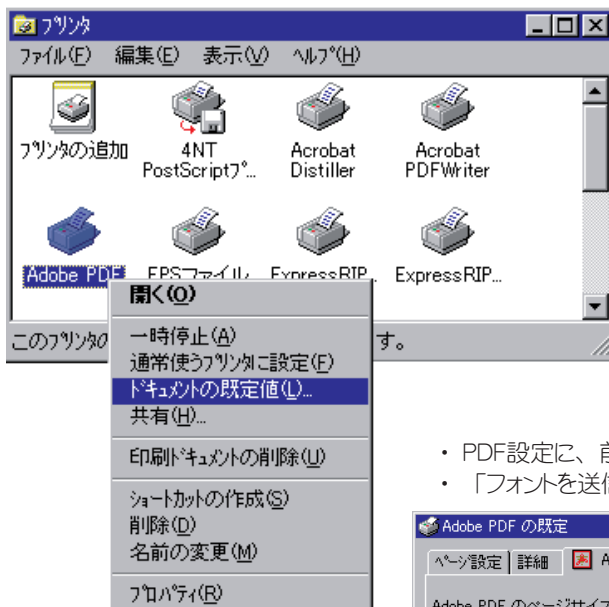 プリンタ
ファイル(F) 編集(E) 表示(V) ヘルプ(H)
プリンタの追加
4NT PostScriptプ...
Acrobat Distiller
Acrobat PDFWriter
Adobe PDF
EPSファイル
ExpressRIP...
ExpressRIP...
このプリンタの
す。
開く(O)
一時停止(A)
通常使うプリンタに設定(F)
ドキュメントの既定値(L)...
共有(H)...
印刷ドキュメントの削除(U)
ショートカットの作成(S)
削除(D)
名前の変更(M)
プロパティ(R)
・ PDF設定に、前
・ 「フォントを送信
Adobe PDF の既定
ページ設定 詳細 A
Adobe PDF のページサイズ